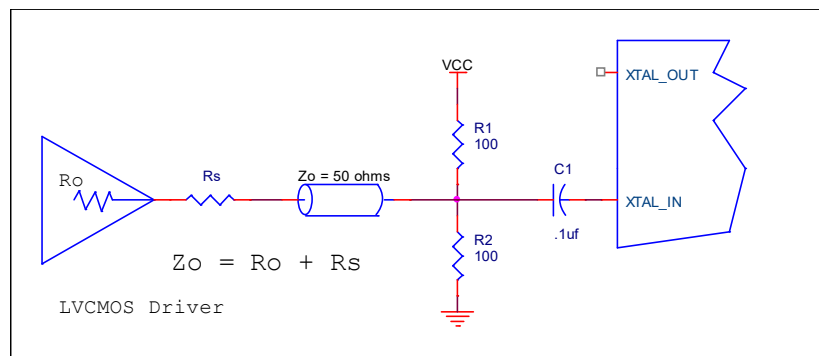 VCC
XTAL_OUT
R1
100
Ro
Rs
Zo = 50 ohms
C1
XTAL_IN
.1uf
R2
100
Zo = Ro + Rs
LVCMOS Driver